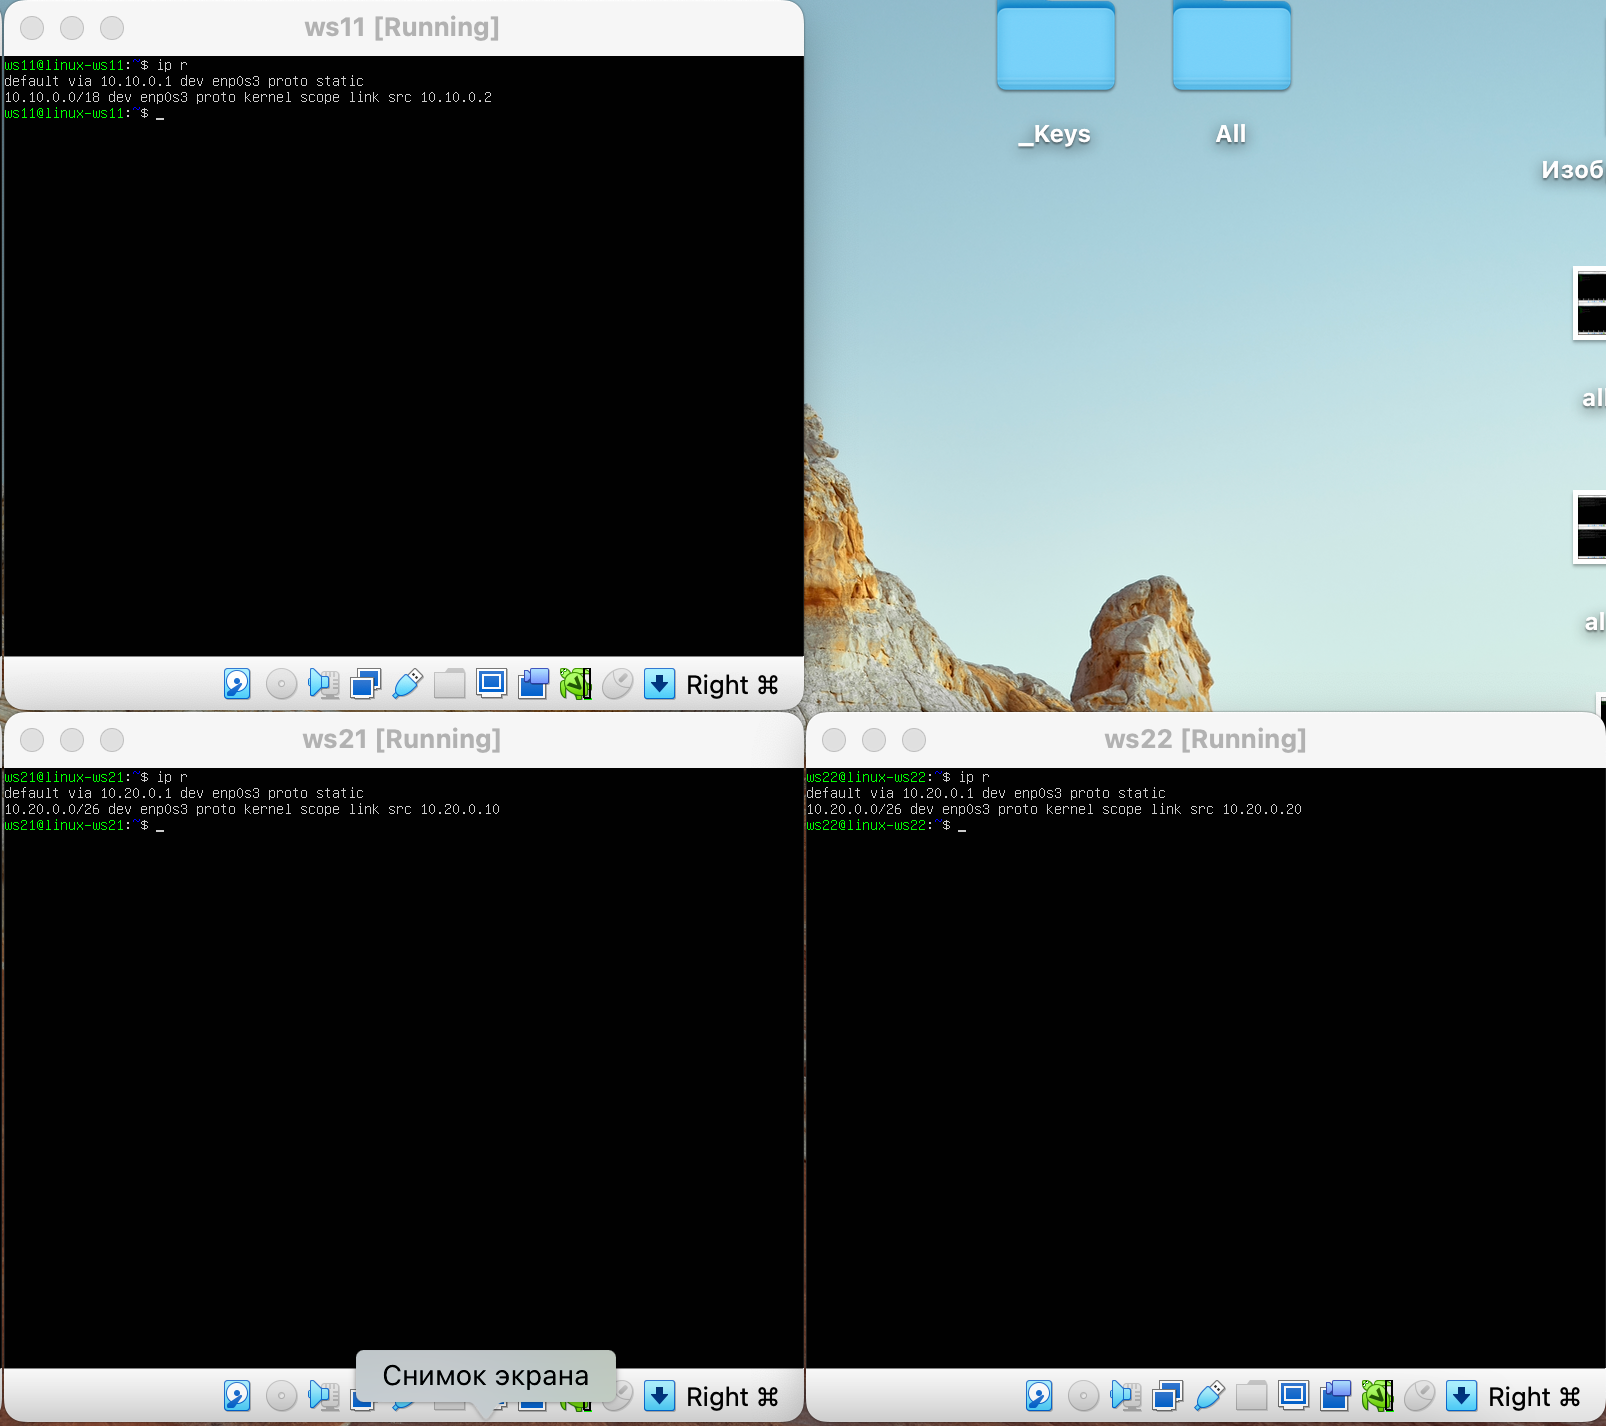 ws11 [Running]
ws11@linux-ws11:~$ ip r
default via 10.10.0.1 dev enp0s3 proto static
10.10.0.0/18 dev enp0s3 proto kernel scope link src 10.10.0.2
ws11@linux-ws11:~$ _
Right ⌘
_Keys
All
Изоб
al
al
ws21 [Running]
ws21@linux-ws21:~$ ip r
default via 10.20.0.1 dev enp0s3 proto static
10.20.0.0/26 dev enp0s3 proto kernel scope link src 10.20.0.10
ws21@linux-ws21:~$ _
Снимок экрана
Right ⌘
ws22 [Running]
ws22@linux-ws22:~$ ip r
default via 10.20.0.1 dev enp0s3 proto static
10.20.0.0/26 dev enp0s3 proto kernel scope link src 10.20.0.20
ws22@linux-ws22:~$ _
Right ⌘